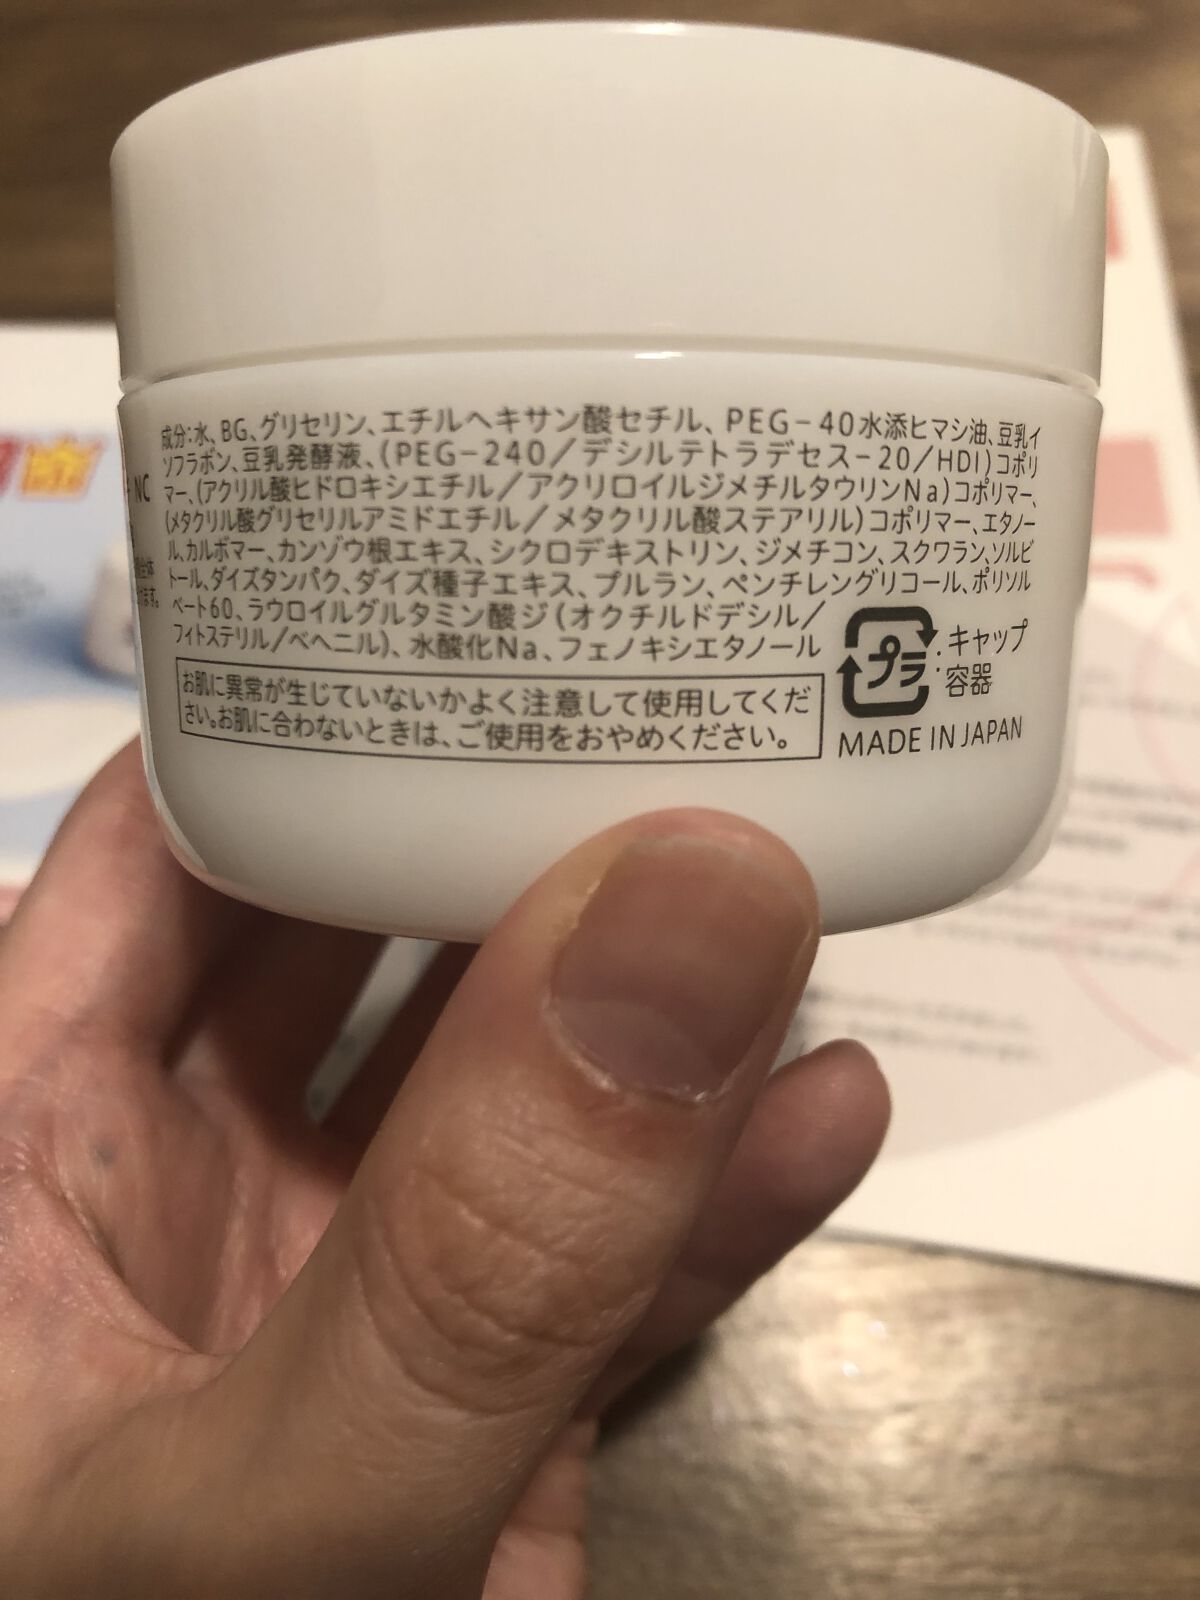 成分:水、BG、グリセリン、エチルヘキサン酸セチル、PEG-40水添ヒマシ油、豆乳イ
ソフラボン、豆乳発酵液、(PEG-240/デシルテトラデセス-20/HDI)コポリ
マー、(アクリル酸ヒドロキシエチル/アクリロイルジメチルタウリンNa)コポリマー、
(メタクリル酸グリセリルアミドエチル/メタクリル酸ステアリル)コポリマー、エタノー
ル、カルボマー、カンゾウ根エキス、シクロデキストリン、ジメチコン、スクワラン、ソルビ
トール、ダイズタンパク、ダイズ種子エキス、プルラン、ペンチレングリコール、ポリソル
ベート60、ラウロイルグルタミン酸ジ(オクチルドデシル/
フィトステリル/ベヘニル)、水酸化Na、フェノキシエタノール
お肌に異常が生じていないかよく注意して使用してくだ
さい。お肌に合わないときは、ご使用をおやめください。
プラ
:キャップ
:容器
MADE IN JAPAN
NC
全体
ます。